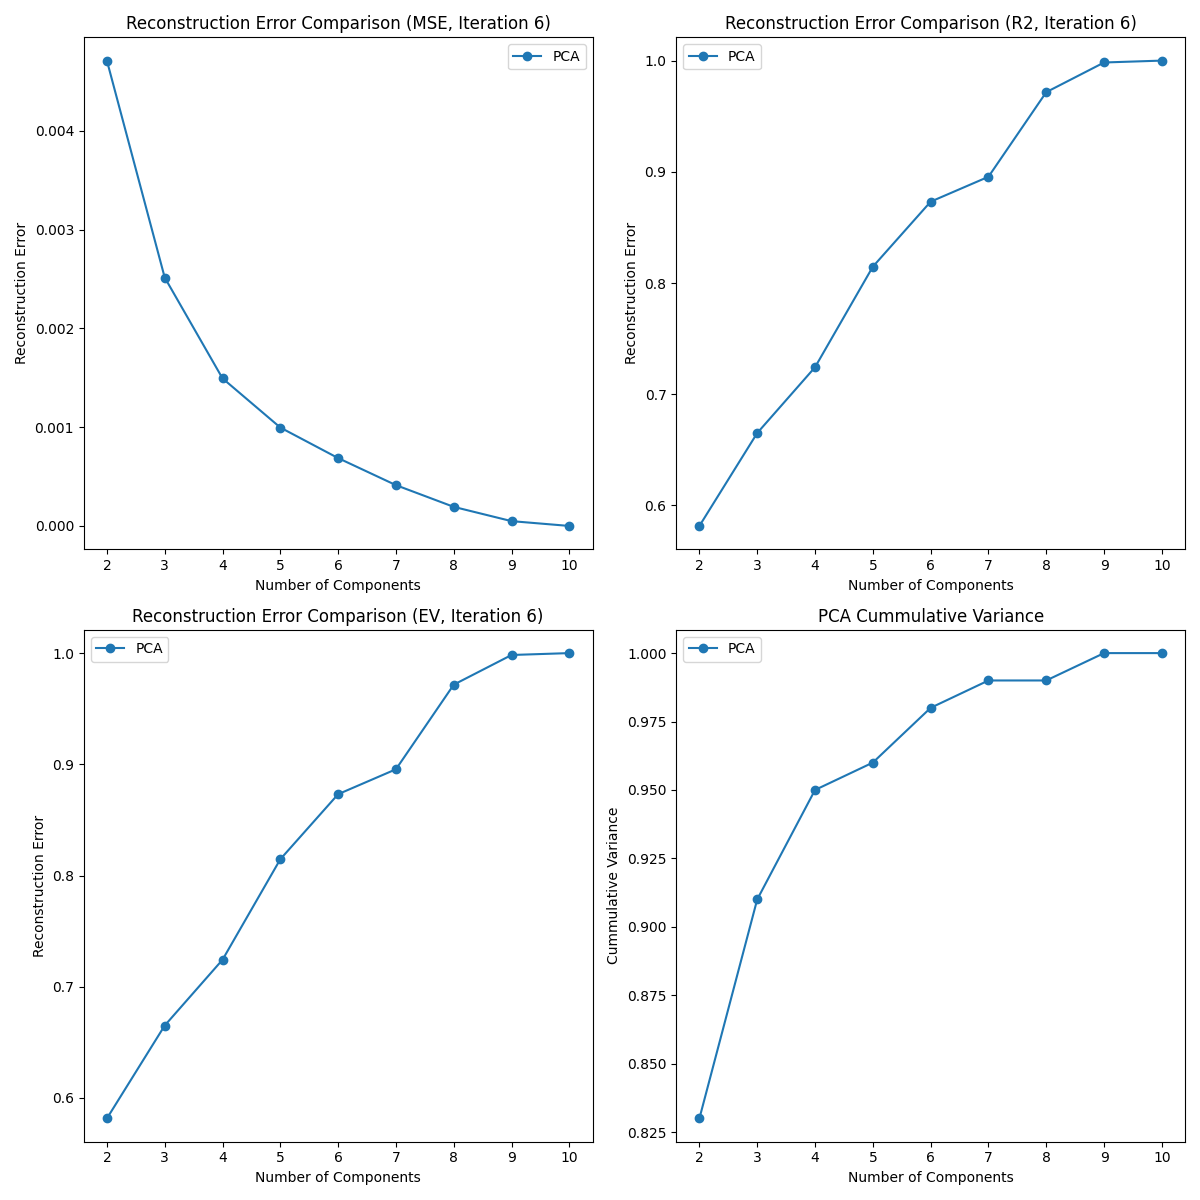 Reconstruction Error Comparison (MSE, Iteration 6)
PCA
0.004
0.003
0.002
0.001
0.000
Reconstruction Error
2 3 4 5 6 7 8 9 10
Number of Components
Reconstruction Error Comparison (R2, Iteration 6)
PCA
1.0
0.9
0.8
0.7
0.6
Reconstruction Error
2 3 4 5 6 7 8 9 10
Number of Components
Reconstruction Error Comparison (EV, Iteration 6)
PCA
1.0
0.9
0.8
0.7
0.6
Reconstruction Error
2 3 4 5 6 7 8 9 10
Number of Components
PCA Cummulative Variance
PCA
1.000
0.975
0.950
0.925
0.900
0.875
0.850
0.825
Cummulative Variance
2 3 4 5 6 7 8 9 10
Number of Components